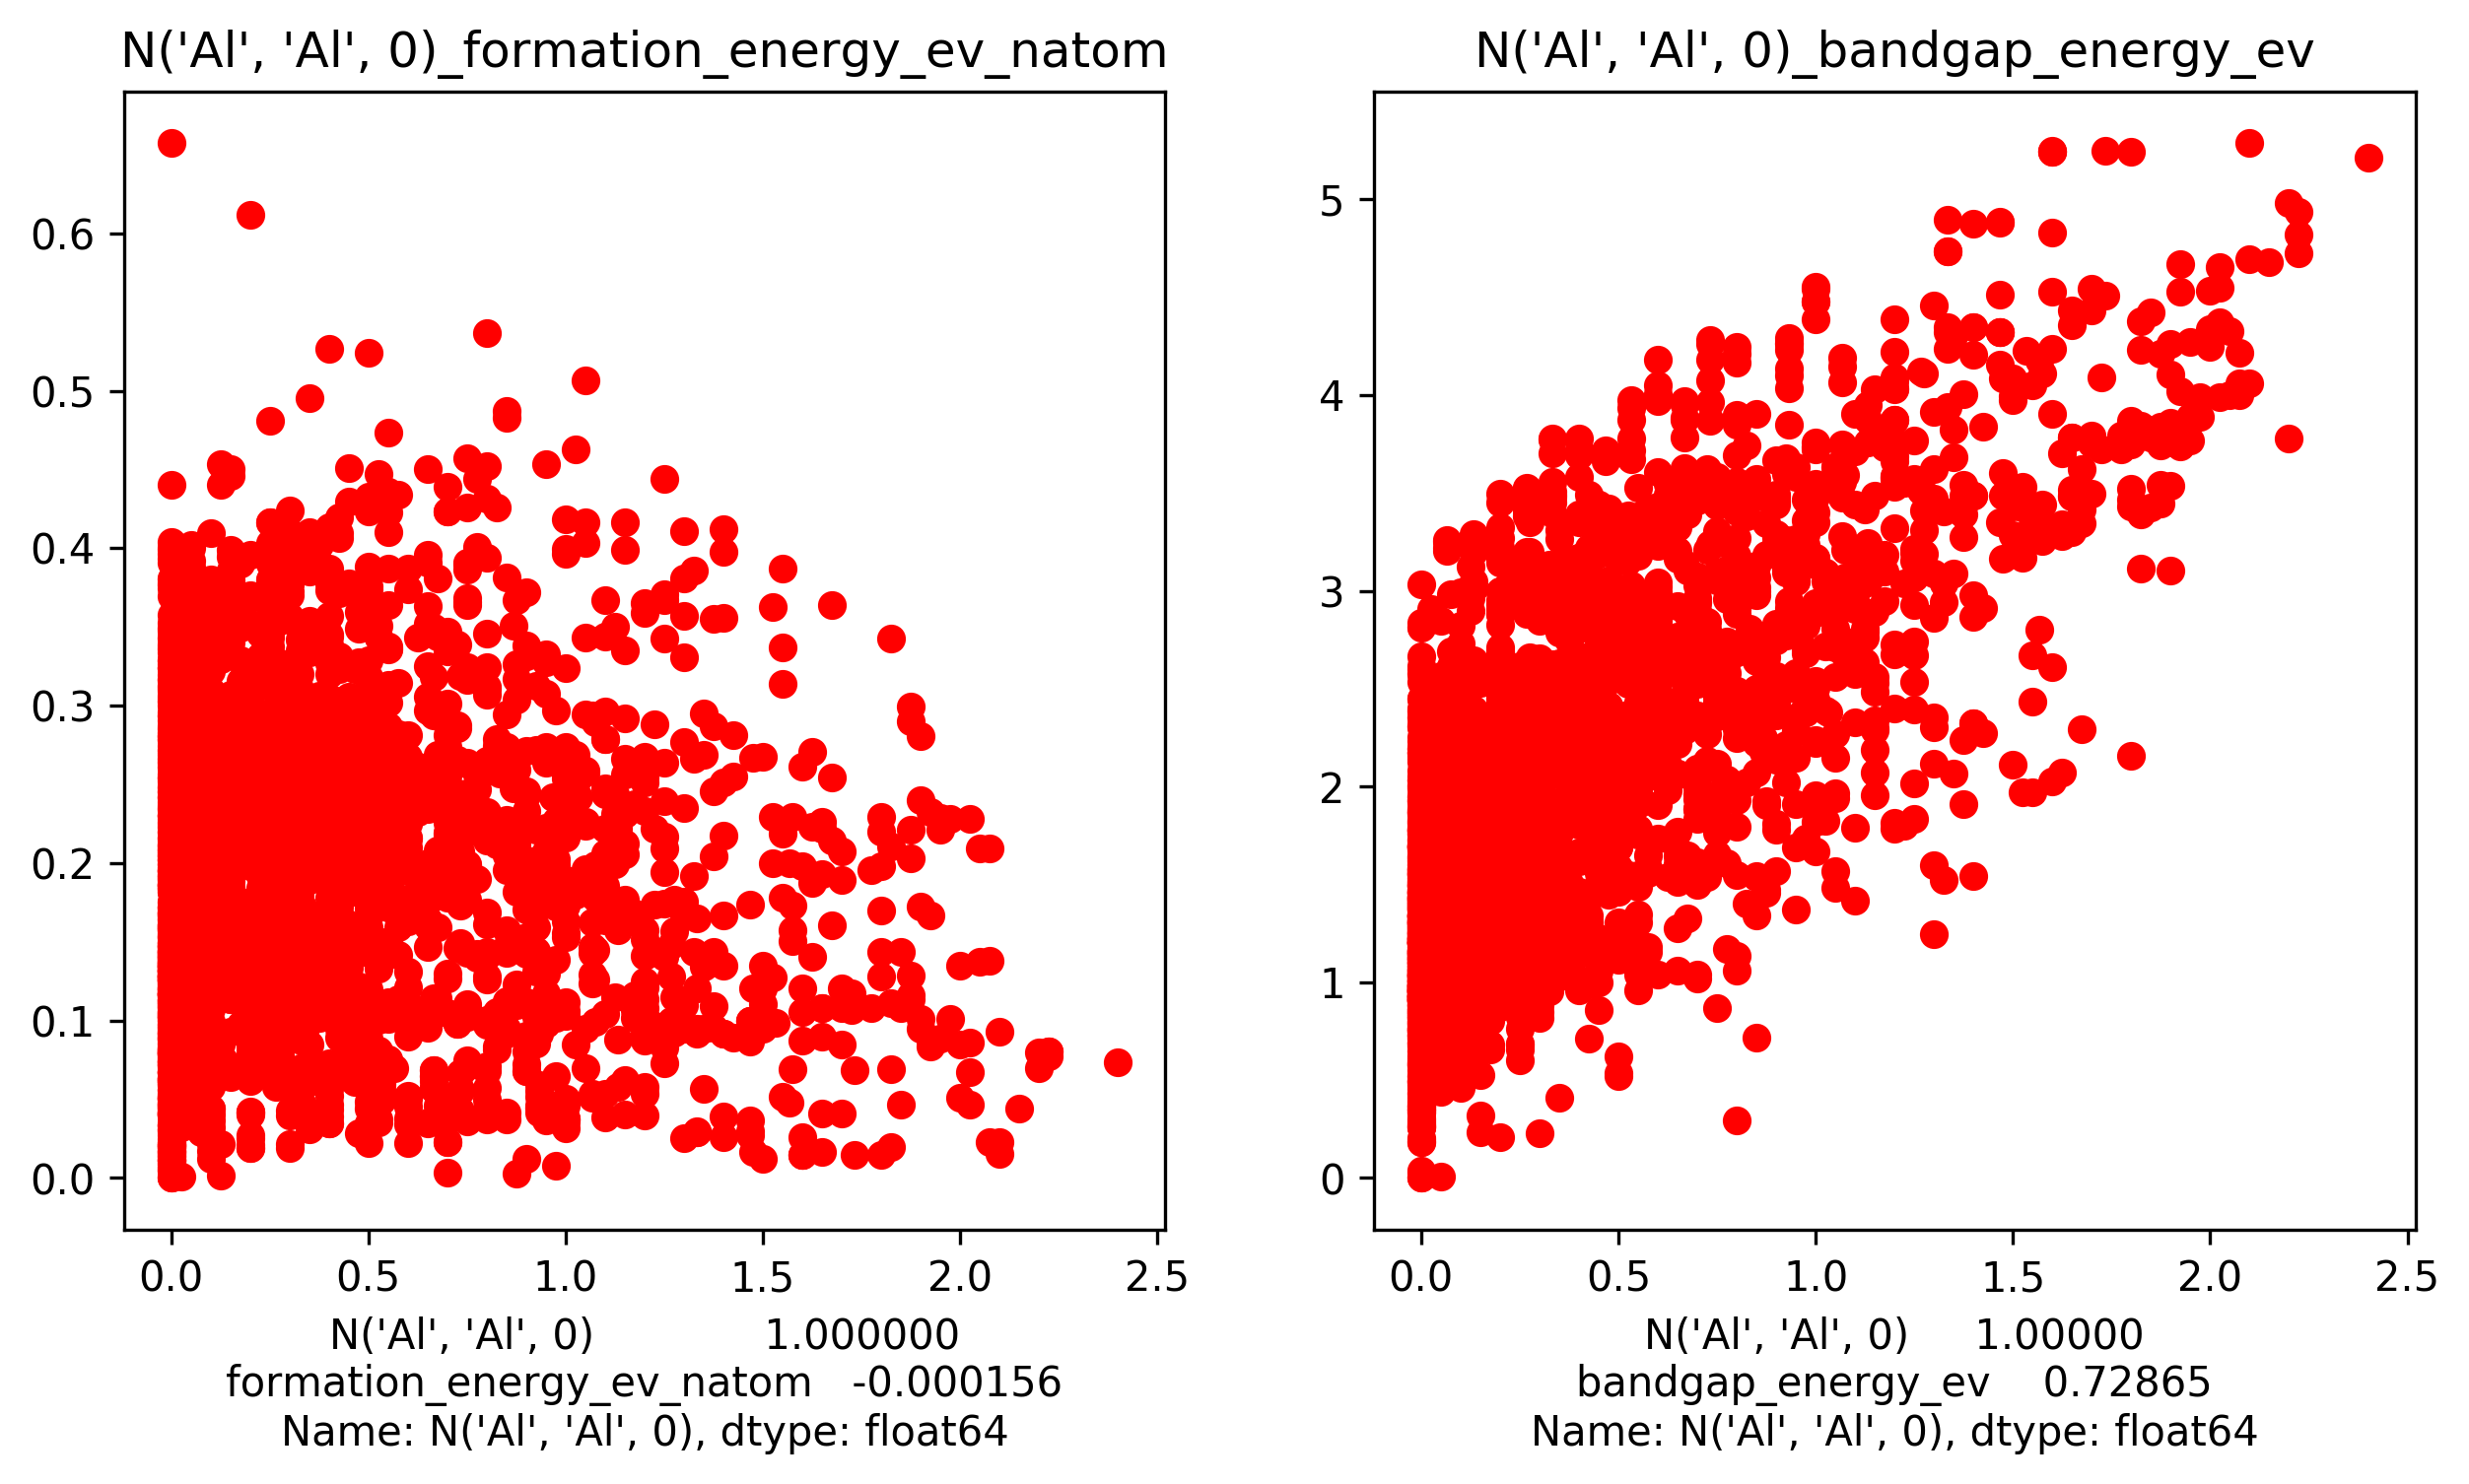 N('Al', 'Al', 0)_formation_energy_ev_natom
0.6
0.5
0.4
0.3
0.2
0.1
0.0
0.0 0.5 1.0 1.5 2.0 2.5
N('Al', 'Al', 0) 1.000000
formation_energy_ev_natom -0.000156
Name: N('Al', 'Al', 0), dtype: float64
N('Al', 'Al', 0)_bandgap_energy_ev
5
4
3
2
1
0
0.0 0.5 1.0 1.5 2.0 2.5
N('Al', 'Al', 0) 1.00000
bandgap_energy_ev 0.72865
Name: N('Al', 'Al', 0), dtype: float64